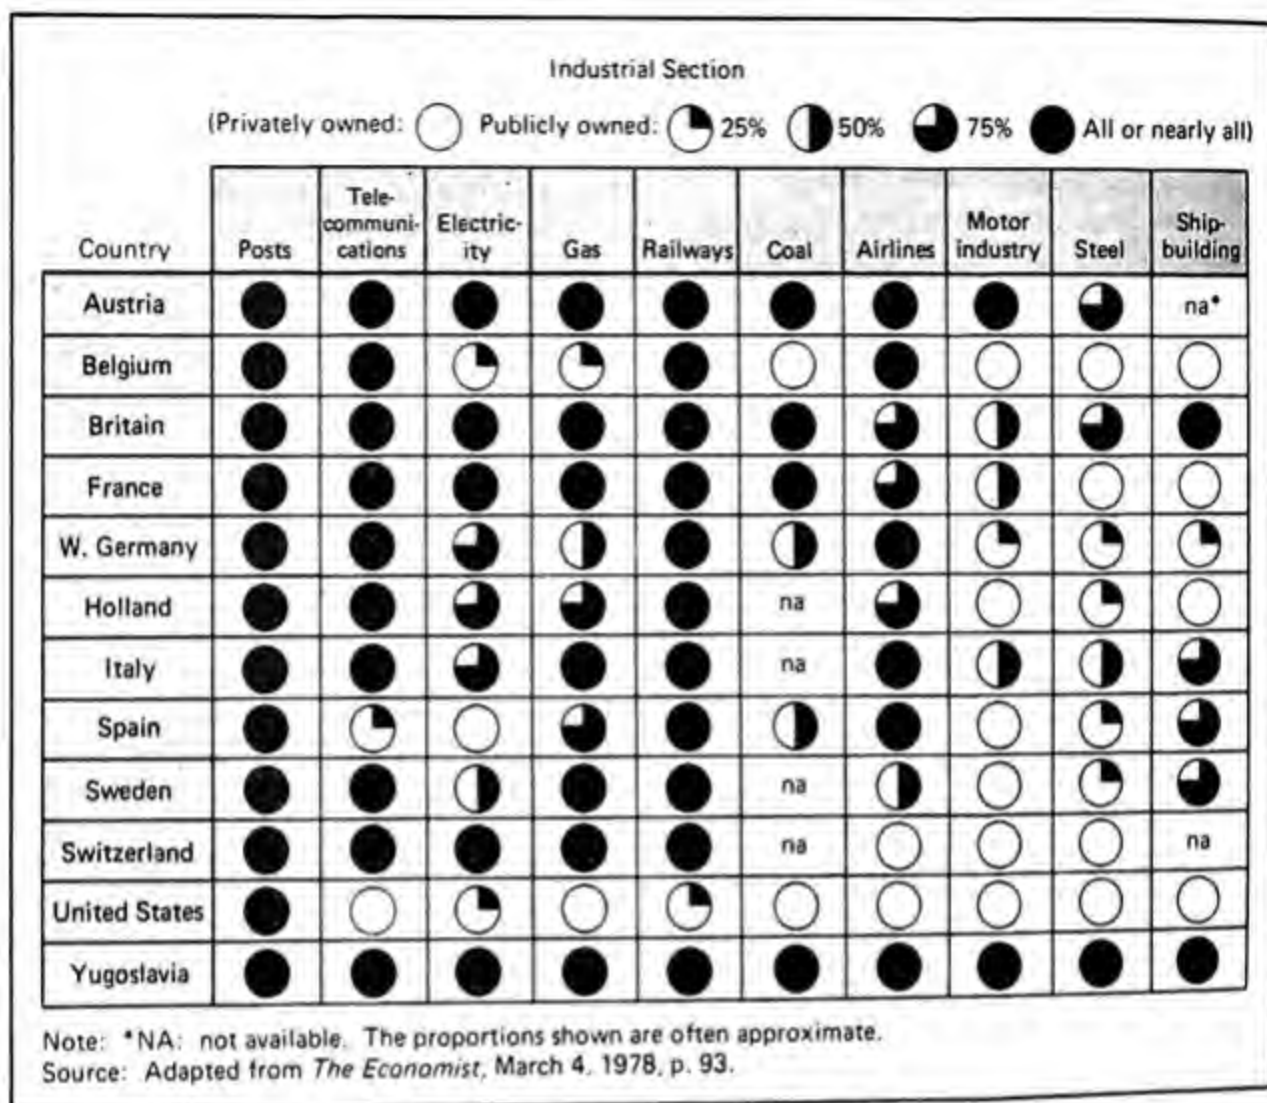 Industrial Section
(Privately owned: Publicly owned: 25% 50% 75% All or nearly all)
Country Posts Tele-communi-cations Electric-ity Gas Railways Coal Airlines Motor industry Steel Ship-building
Austria na*
Belgium
Britain
France
W. Germany
Holland na
Italy na
Spain
Sweden na
Switzerland na na
United States
Yugoslavia
Note: *NA: not available. The proportions shown are often approximate.
Source: Adapted from The Economist, March 4, 1978, p. 93.